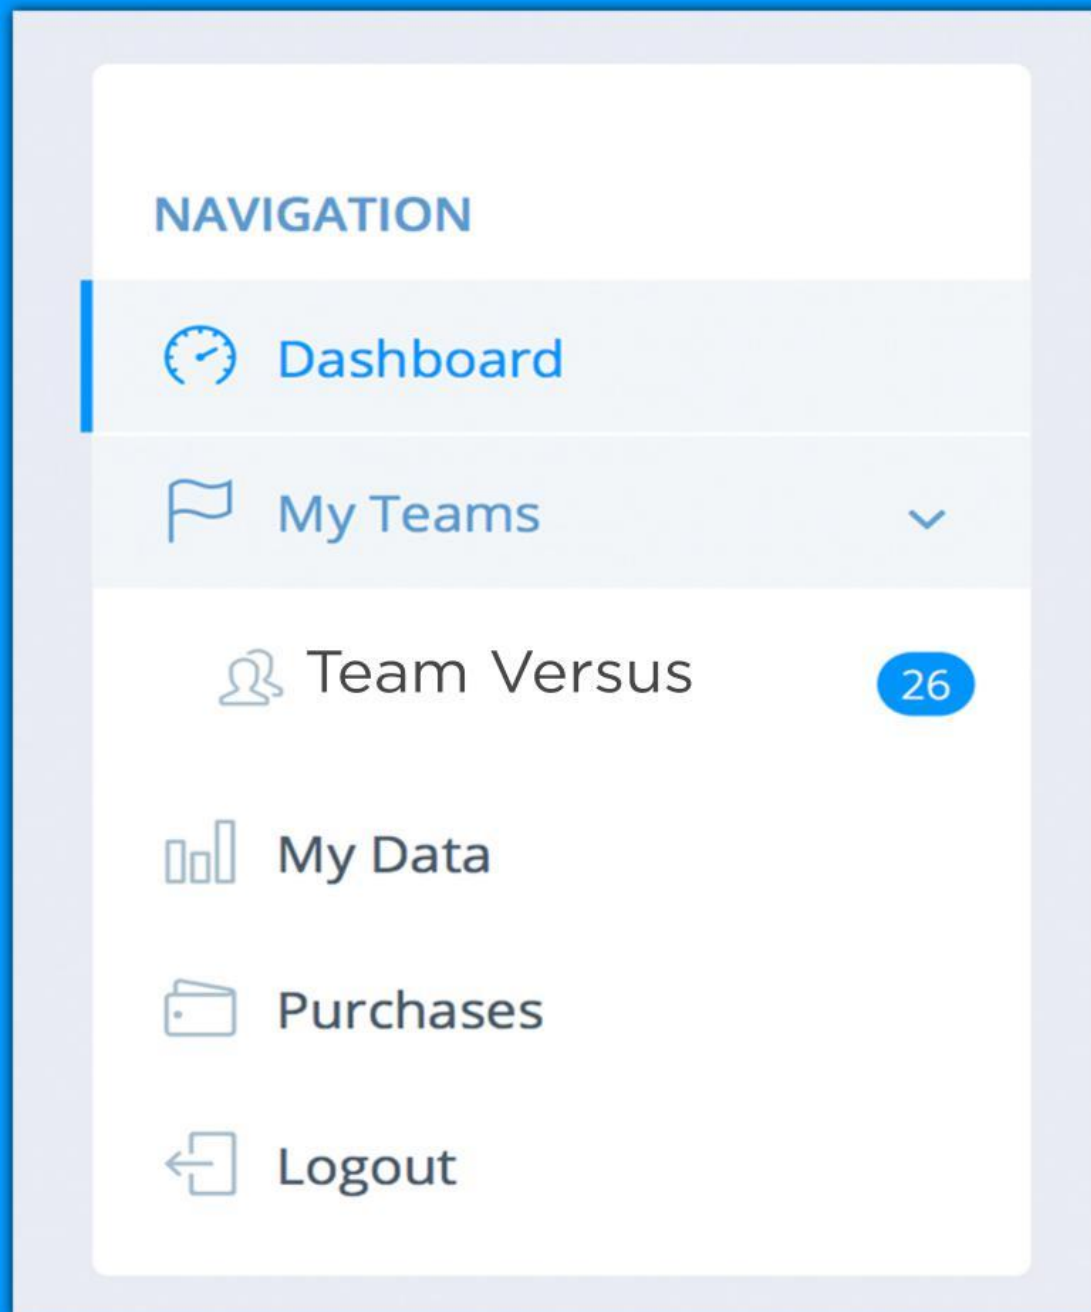 NAVIGATION
Dashboard
My Teams
Team Versus
26
My Data
Purchases
Logout